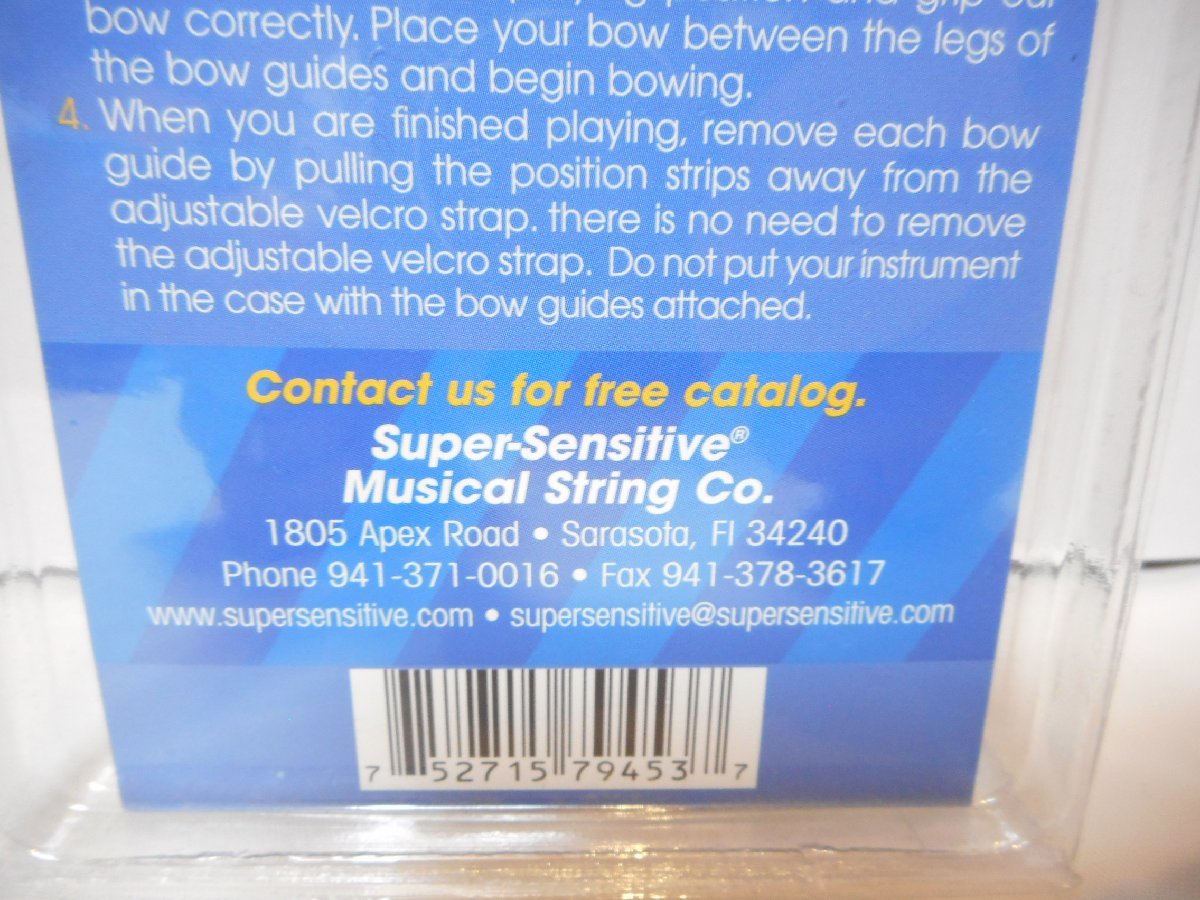 and grip
bow correctly. Place your bow between the legs of
the bow guides and begin bowing.
4. When you are finished playing, remove each bow
guide by pulling the position strips away from the
adjustable velcro strap. there is no need to remove
the adjustable velcro strap. Do not put your instrument
in the case with the bow guides attached.
Contact us for free catalog.
Super-Sensitive®
Musical String Co.
1805 Apex Road • Sarasota, Fl 34240
Phone 941-371-0016 • Fax 941-378-3617
www.supersensitive.com • supersensitive@supersensitive.com
7 52715 79453 7